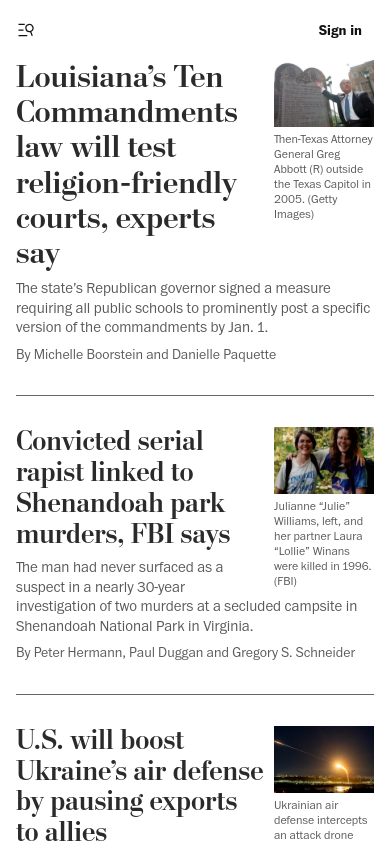 Sign in
Louisiana’s Ten
Commandments
law will test
religion-friendly
courts, experts
say
Then-Texas Attorney
General Greg
Abbott (R) outside
the Texas Capitol in
2005. (Getty
Images)
The state’s Republican governor signed a measure
requiring all public schools to prominently post a specific
version of the commandments by Jan. 1.
By Michelle Boorstein and Danielle Paquette
Convicted serial
rapist linked to
Shenandoah park
murders, FBI says
Julianne “Julie”
Williams, left, and
her partner Laura
“Lollie” Winans
were killed in 1996.
(FBI)
The man had never surfaced as a
suspect in a nearly 30-year
investigation of two murders at a secluded campsite in
Shenandoah National Park in Virginia.
By Peter Hermann, Paul Duggan and Gregory S. Schneider
U.S. will boost
Ukraine’s air defense
by pausing exports
to allies
Ukrainian air
defense intercepts
an attack drone